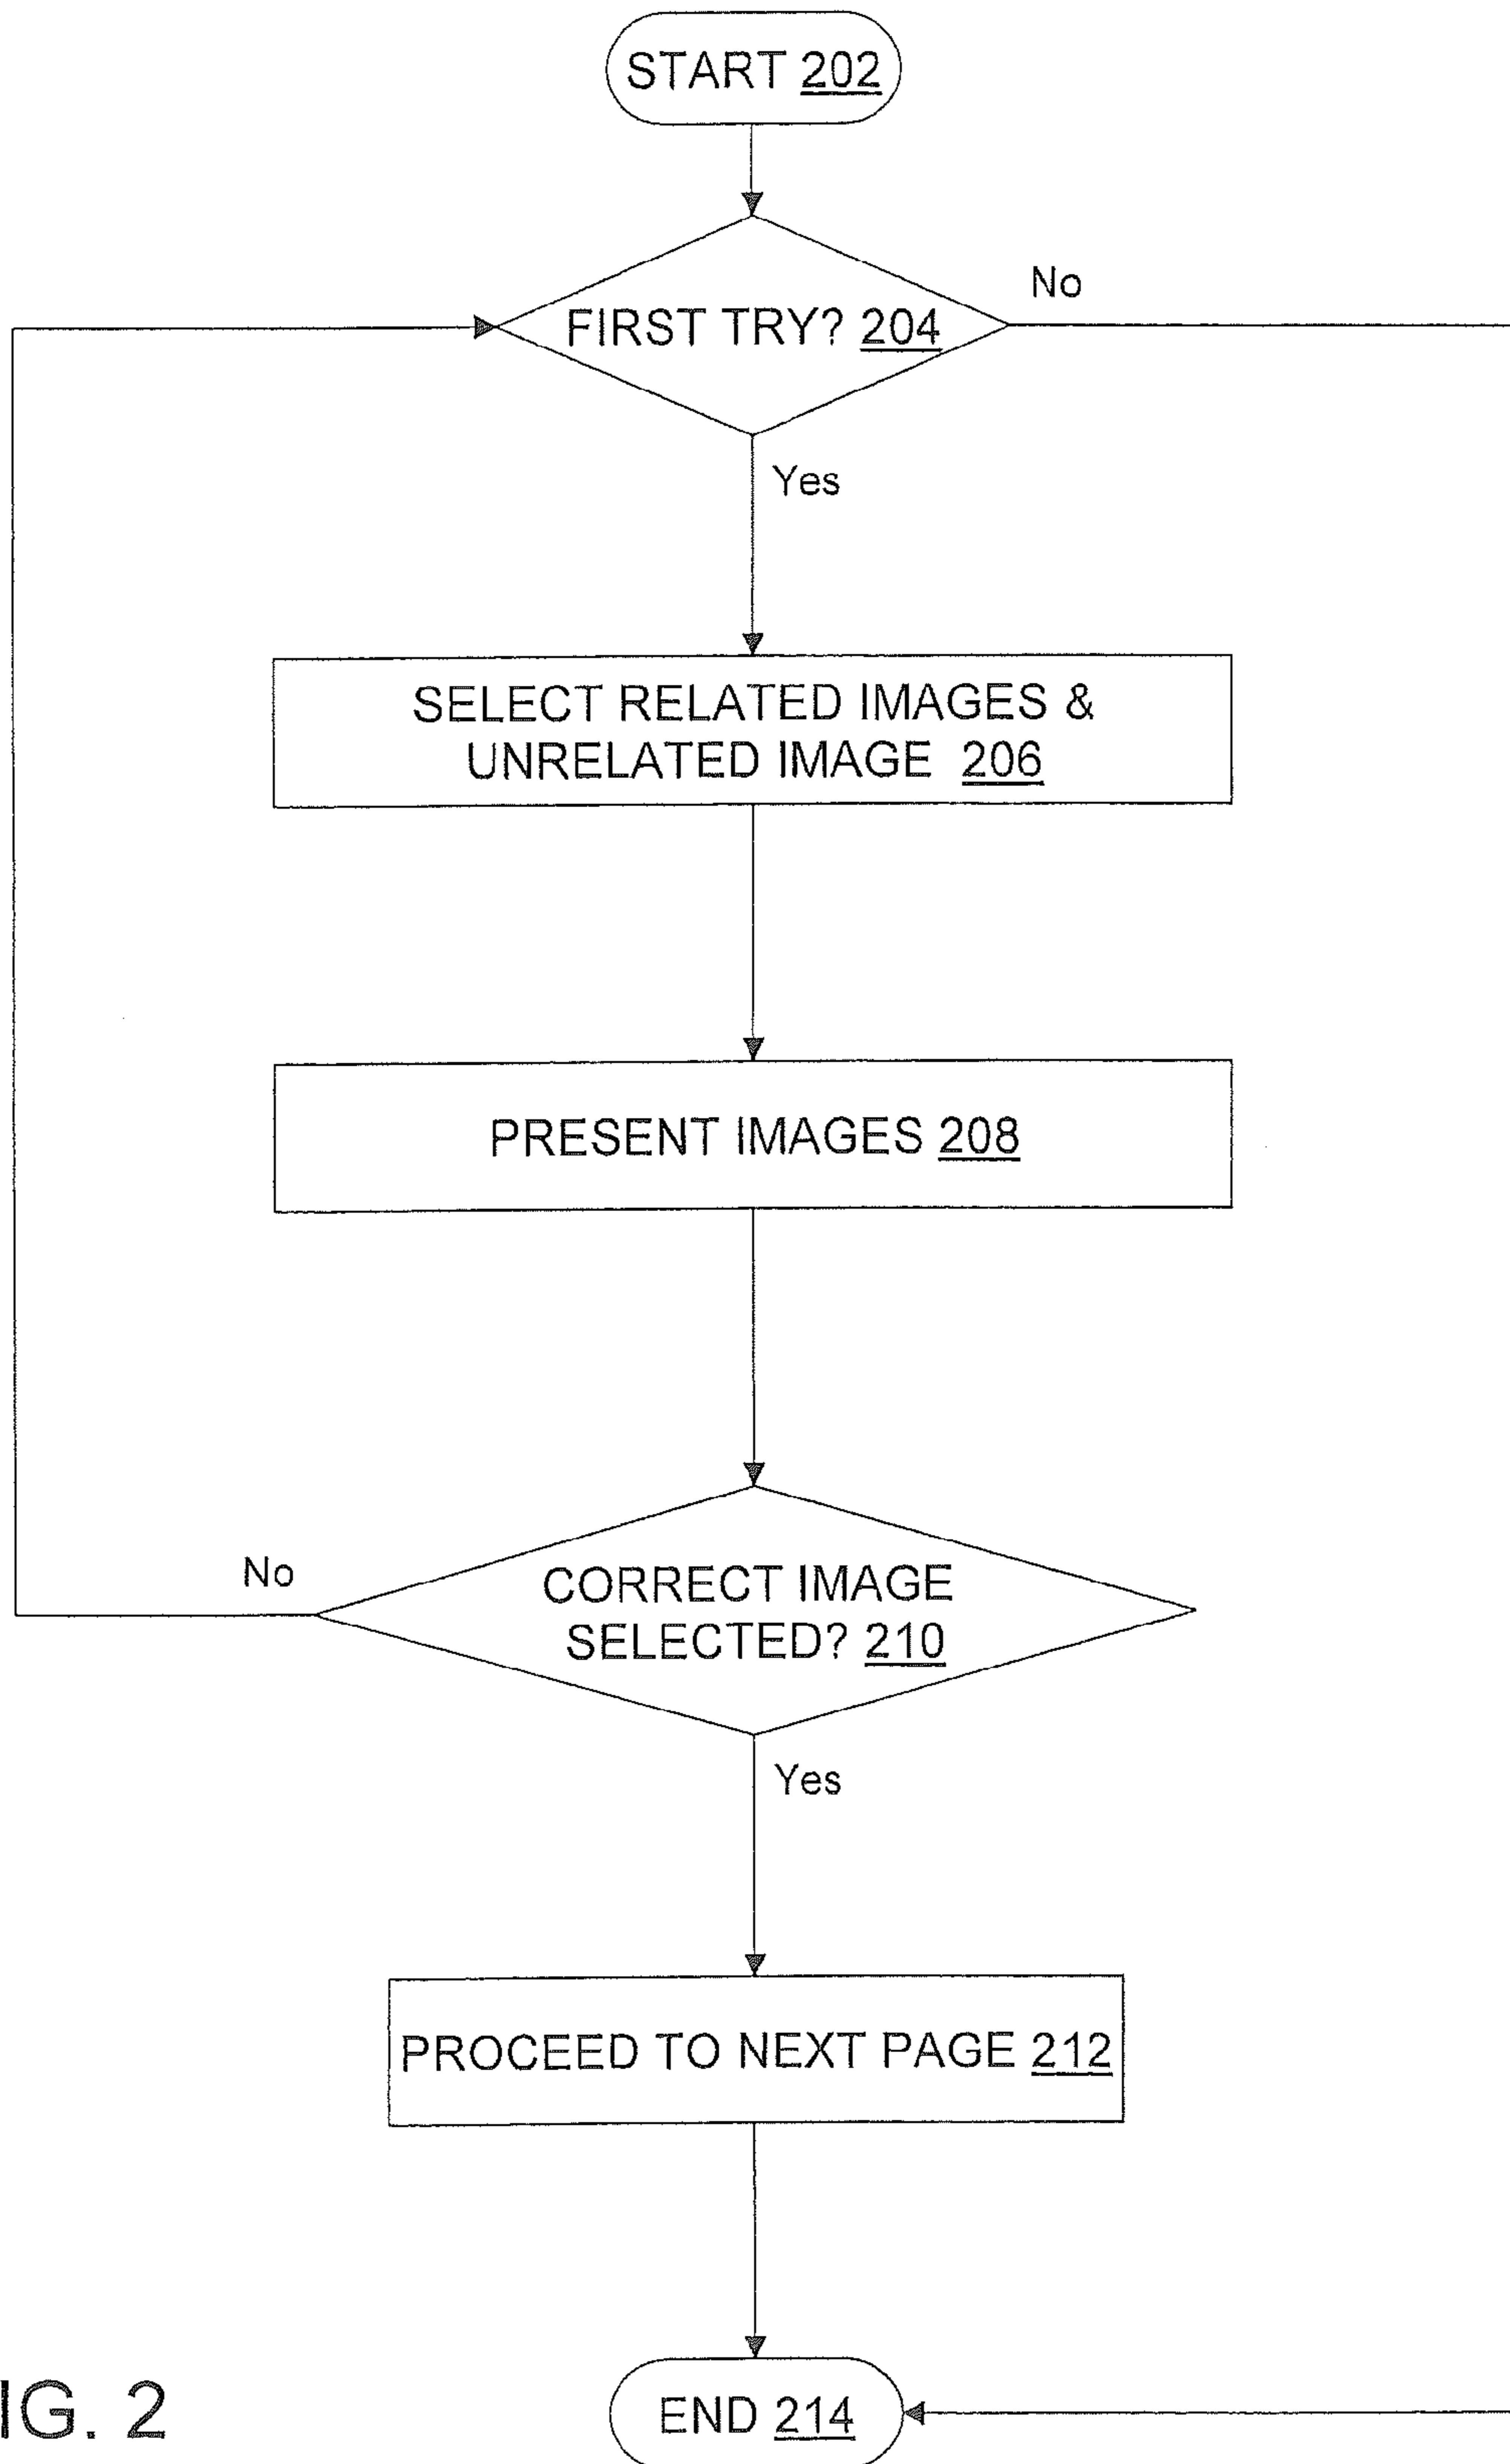 START 202
No
FIRST TRY? 204
Yes
SELECT RELATED IMAGES &
UNRELATED IMAGE 206
PRESENT IMAGES 208
No
CORRECT IMAGE
SELECTED? 210
Yes
PROCEED TO NEXT PAGE 212
END 214
IG. 2